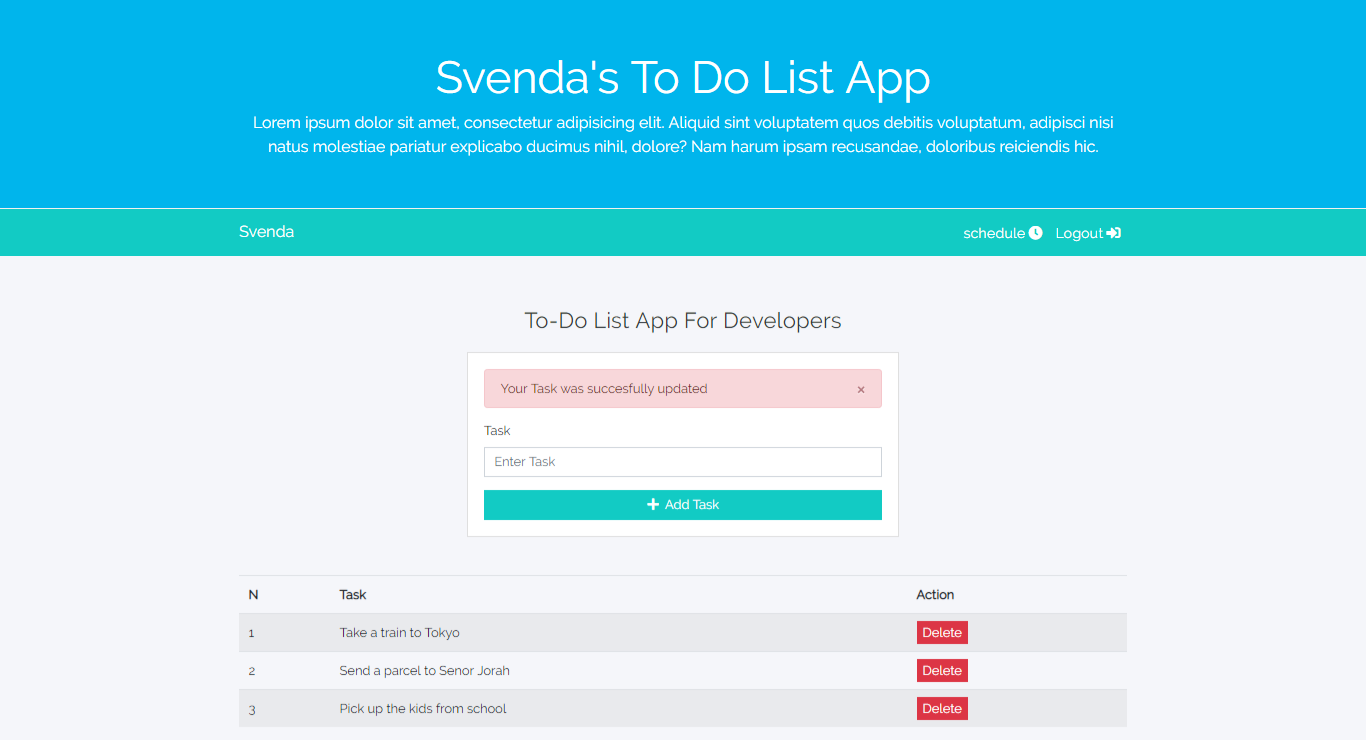 Svenda's To Do List App
Lorem ipsum dolor sit amet, consectetur adipisicing elit. Aliquid sint voluptatem quos debitis voluptatum, adipisci nisi
natus molestiae pariatur explicabo ducimus nihil, dolore? Nam harum ipsam recusandae, doloribus reiciendis hic.
Svenda schedule Logout
To-Do List App For Developers
Your Task was succesfully updated ×
Task
Enter Task
Add Task
N Task Action
1 Take a train to Tokyo Delete
2 Send a parcel to Senor Jorah Delete
3 Pick up the kids from school Delete